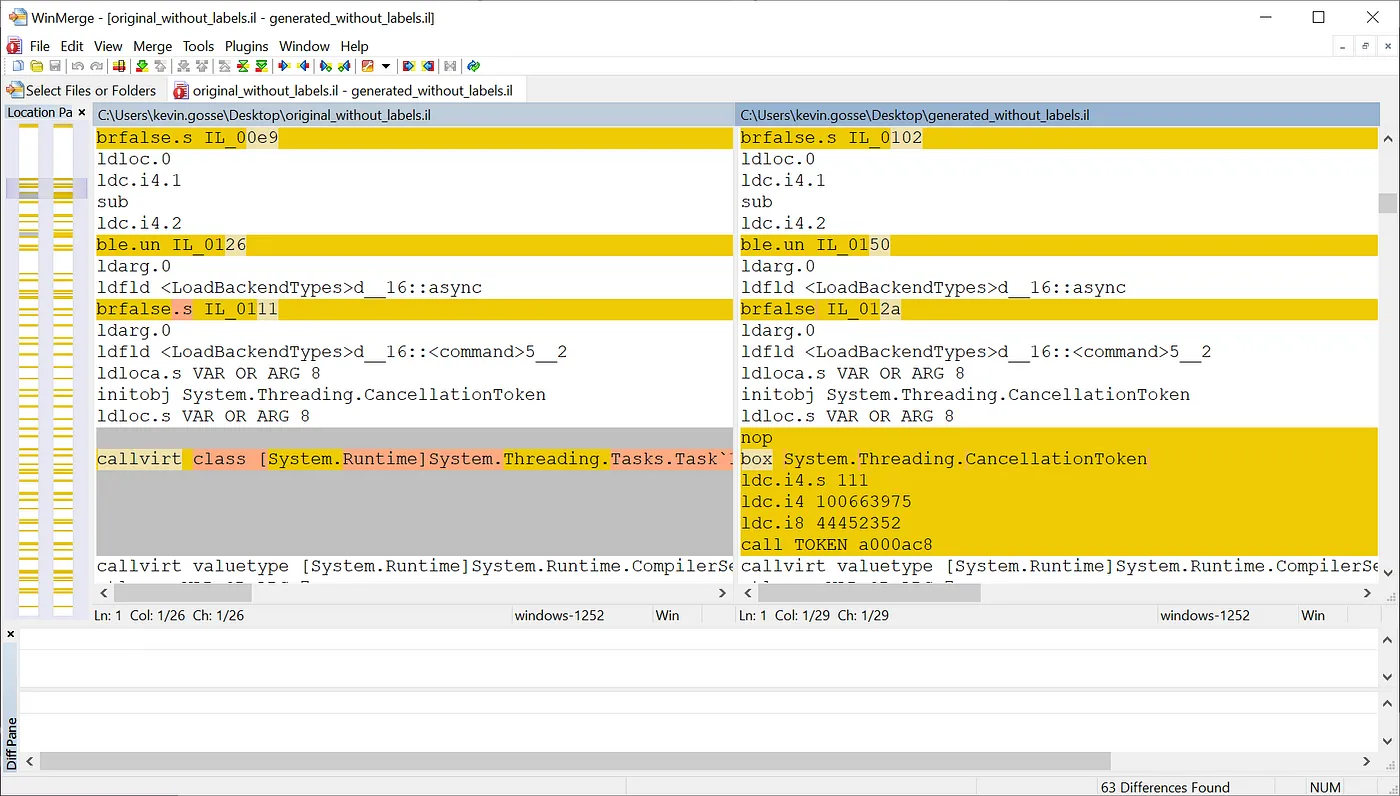 WinMerge - [original_without_labels.il - generated_without_labels.il]
File Edit View Merge Tools Plugins Window Help
Select Files or Folders
original_without_labels.il - generated_without_labels.il
Location Pa
C:\Users\kevin.gosse\Desktop\original_without_labels.il
brfalse.s IL_00e9
ldloc.0
ldc.i4.1
sub
ldc.i4.2
ble.un IL_0126
ldarg.0
ldfld <LoadBackendTypes>d__16::async
brfalse.s IL_0111
ldarg.0
ldfld <LoadBackendTypes>d__16::<command>5__2
ldloca.s VAR OR ARG 8
initobj System.Threading.CancellationToken
ldloc.s VAR OR ARG 8
callvirt class [System.Runtime]System.Threading.Tasks.Task`
callvirt valuetype [System.Runtime]System.Runtime.CompilerSe
Ln: 1 Col: 1/26 Ch: 1/26
windows-1252
Win
C:\Users\kevin.gosse\Desktop\generated_without_labels.il
brfalse.s IL_0102
ldloc.0
ldc.i4.1
sub
ldc.i4.2
ble.un IL_0150
ldarg.0
ldfld <LoadBackendTypes>d__16::async
brfalse IL_012a
ldarg.0
ldfld <LoadBackendTypes>d__16::<command>5__2
ldloca.s VAR OR ARG 8
initobj System.Threading.CancellationToken
ldloc.s VAR OR ARG 8
nop
box System.Threading.CancellationToken
ldc.i4.s 111
ldc.i4 100663975
ldc.i8 44452352
call TOKEN a000ac8
callvirt valuetype [System.Runtime]System.Runtime.CompilerSe
Ln: 1 Col: 1/29 Ch: 1/29
windows-1252
Win
Diff Pane
63 Differences Found
NUM